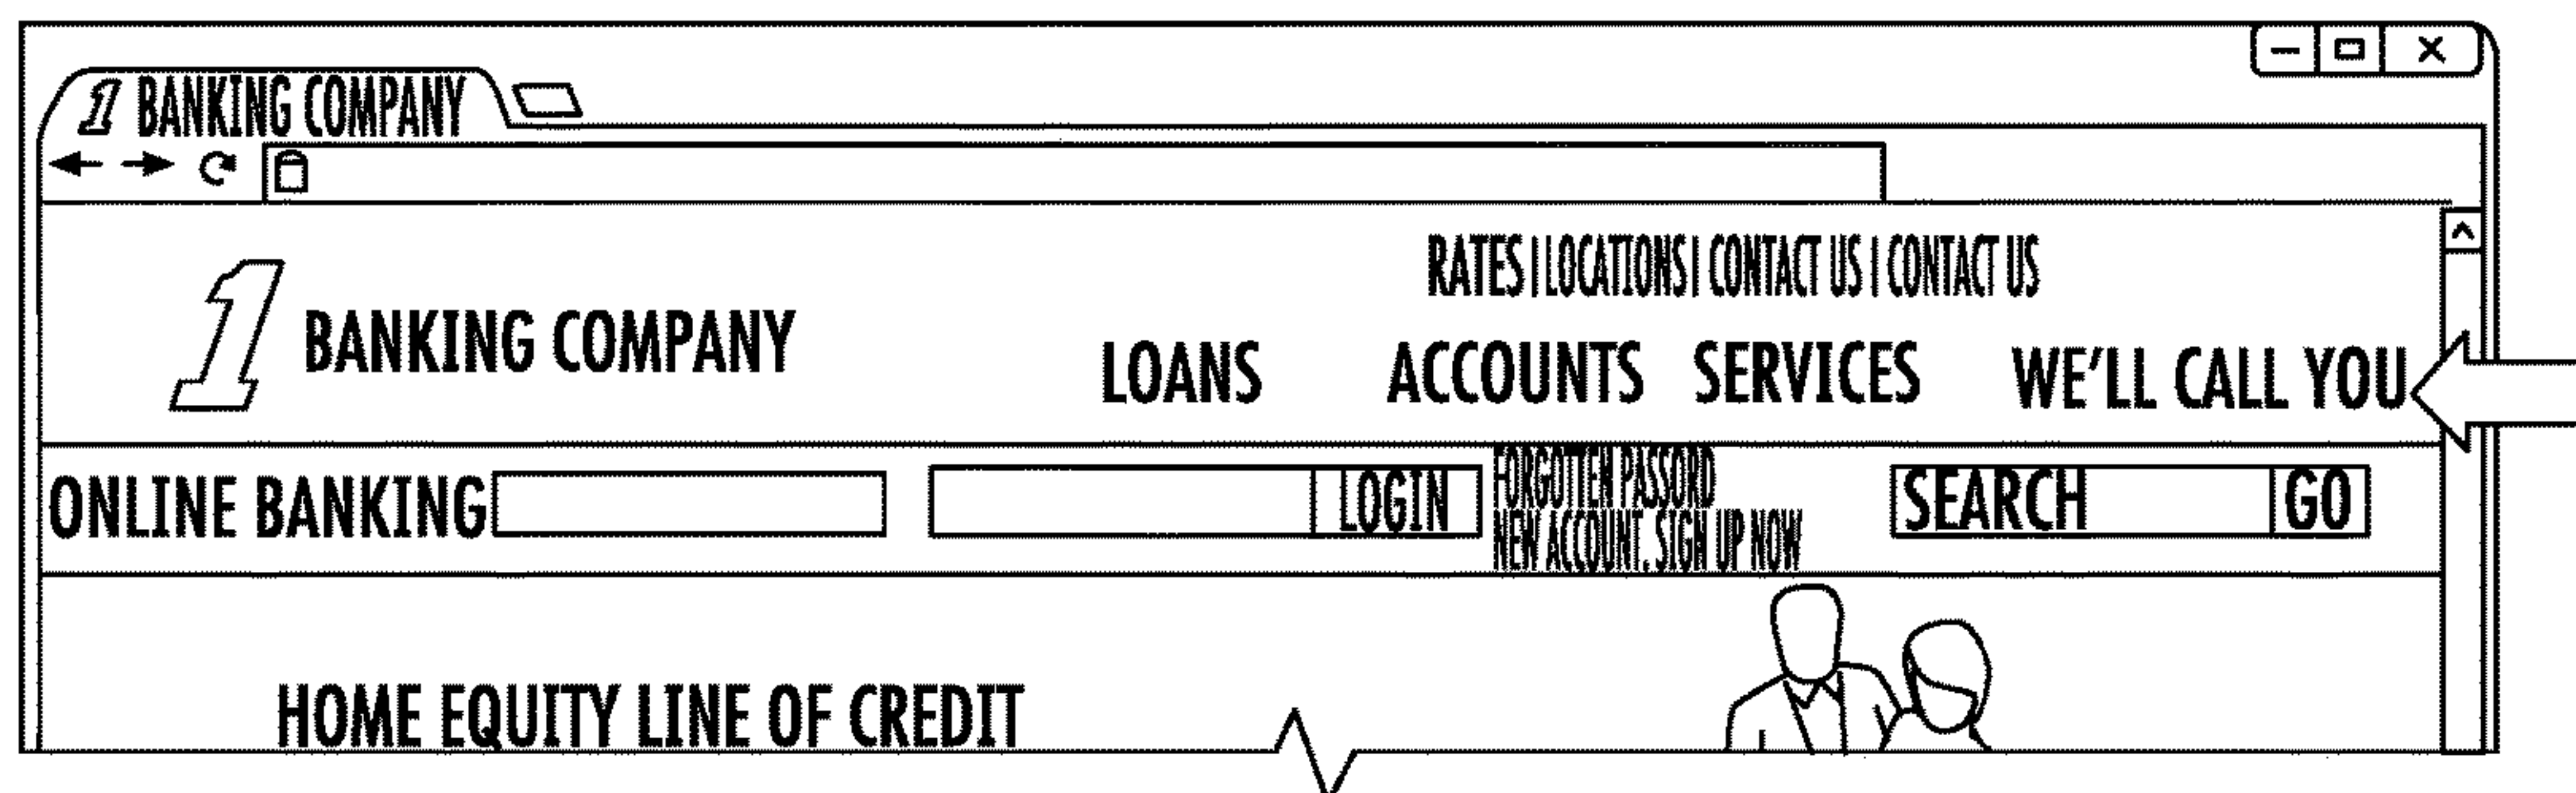 1 BANKING COMPANY
RATES | LOCATIONS | CONTACT US | CONTACT US
1 BANKING COMPANY
LOANS ACCOUNTS SERVICES WE'LL CALL YOU
ONLINE BANKING LOGIN
FORGOTTEN PASSORD
NEW ACCOUNT. SIGN UP NOW
SEARCH GO
HOME EQUITY LINE OF CREDIT